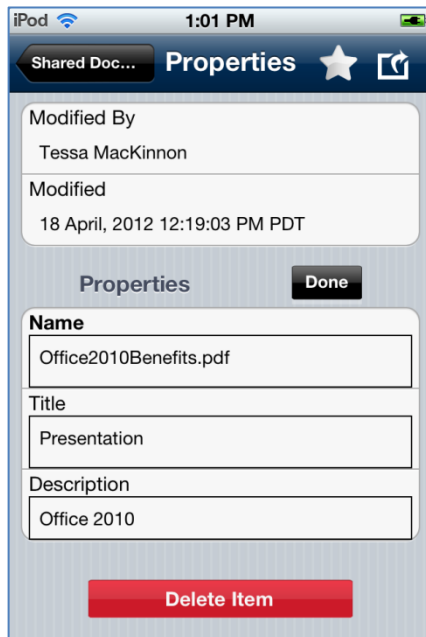 iPod 1:01 PM
Shared Doc... Properties
Modified By
Tessa MacKinnon
Modified
18 April, 2012 12:19:03 PM PDT
Properties Done
Name
Office2010Benefits.pdf
Title
Presentation
Description
Office 2010
Delete Item